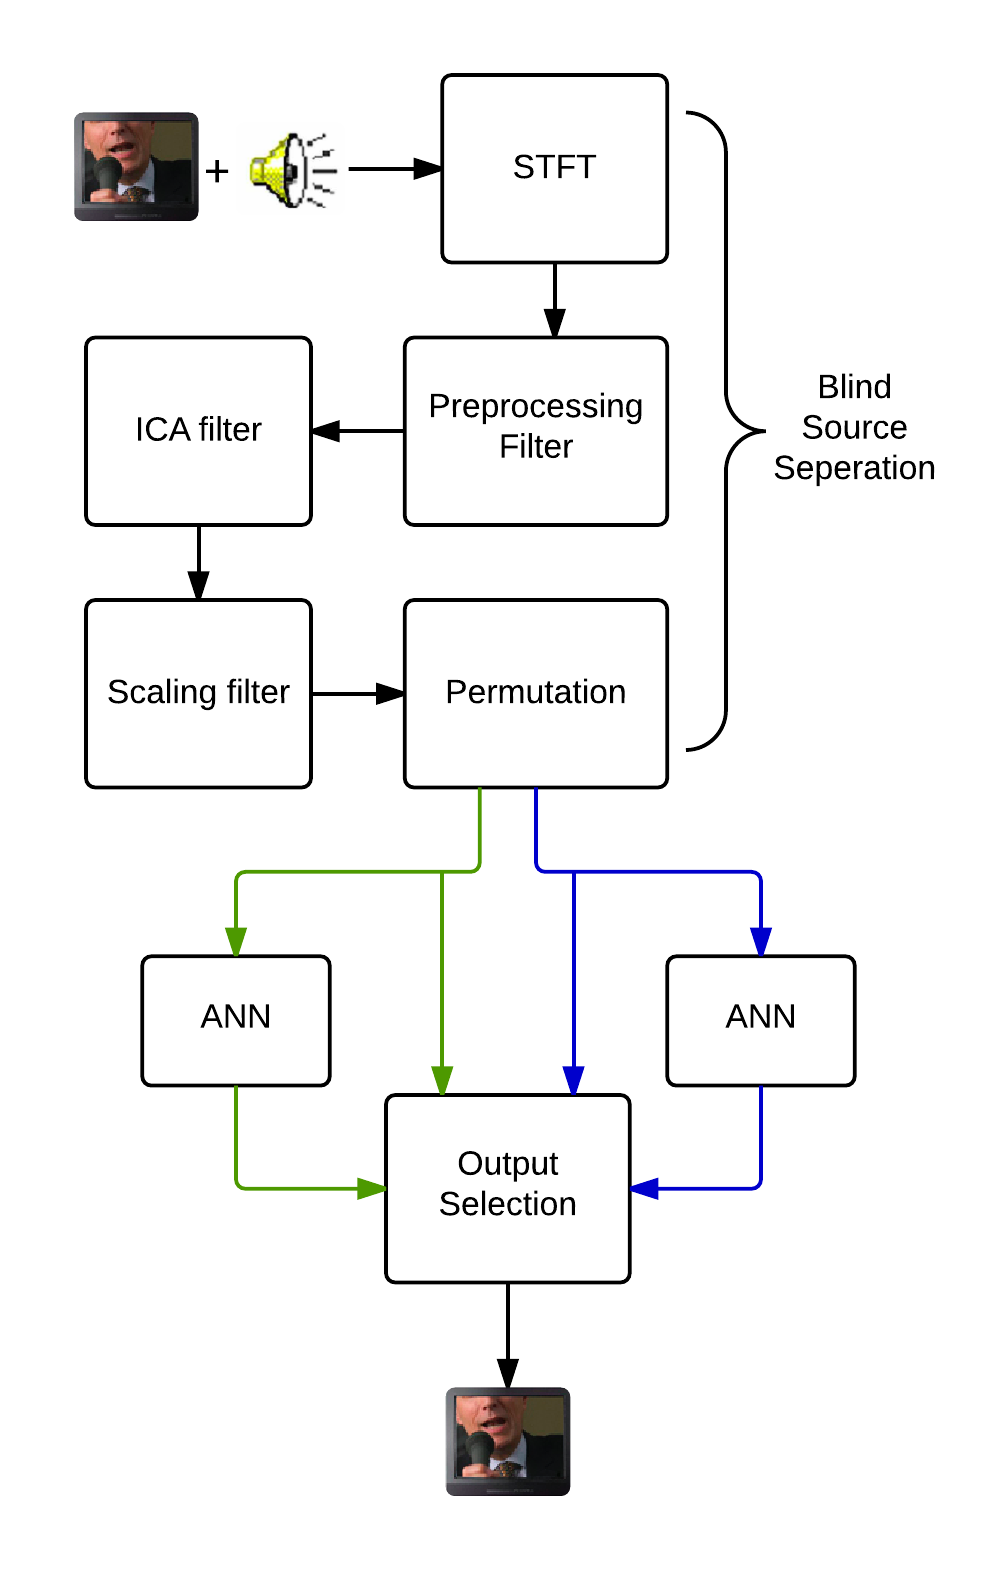 +
STFT
Preprocessing
Filter
ICA filter
Blind
Source
Seperation
Scaling filter
Permutation
ANN
ANN
Output
Selection